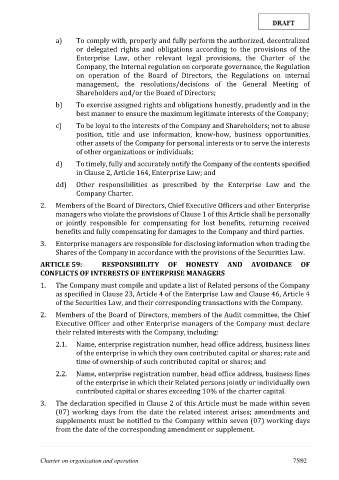 DRAFT
a) To comply with, properly and fully perform the authorized, decentralized
or delegated rights and obligations according to the provisions of the
Enterprise Law, other relevant legal provisions, the Charter of the
Company, the Internal regulation on corporate governance, the Regulation
on operation of the Board of Directors, the Regulations on internal
management, the resolutions/decisions of the General Meeting of
Shareholders and/or the Board of Directors;
b) To exercise assigned rights and obligations honestly, prudently and in the
best manner to ensure the maximum legitimate interests of the Company;
c) To be loyal to the interests of the Company and Shareholders; not to abuse
position, title and use information, know-how, business opportunities,
other assets of the Company for personal interests or to serve the interests
of other organizations or individuals;
d) To timely, fully and accurately notify the Company of the contents specified
in Clause 2, Article 164, Enterprise Law; and
dd) Other responsibilities as prescribed by the Enterprise Law and the
Company Charter.
2. Members of the Board of Directors, Chief Executive Officers and other Enterprise
managers who violate the provisions of Clause 1 of this Article shall be personally
or jointly responsible for compensating for lost benefits, returning received
benefits and fully compensating for damages to the Company and third parties.
3. Enterprise managers are responsible for disclosing information when trading the
Shares of the Company in accordance with the provisions of the Securities Law.
ARTICLE 59: RESPONSIBILITY OF HONESTY AND AVOIDANCE OF
CONFLICTS OF INTERESTS OF ENTERPRISE MANAGERS
1. The Company must compile and update a list of Related persons of the Company
as specified in Clause 23, Article 4 of the Enterprise Law and Clause 46, Article 4
of the Securities Law, and their corresponding transactions with the Company.
2. Members of the Board of Directors, members of the Audit committee, the Chief
Executive Officer and other Enterprise managers of the Company must declare
their related interests with the Company, including:
2.1. Name, enterprise registration number, head office address, business lines
of the enterprise in which they own contributed capital or shares; rate and
time of ownership of such contributed capital or shares; and
2.2. Name, enterprise registration number, head office address, business lines
of the enterprise in which their Related persons jointly or individually own
contributed capital or shares exceeding 10% of the charter capital.
3. The declaration specified in Clause 2 of this Article must be made within seven
(07) working days from the date the related interest arises; amendments and
supplements must be notified to the Company within seven (07) working days
from the date of the corresponding amendment or supplement.
Charter on organization and operation 75|92